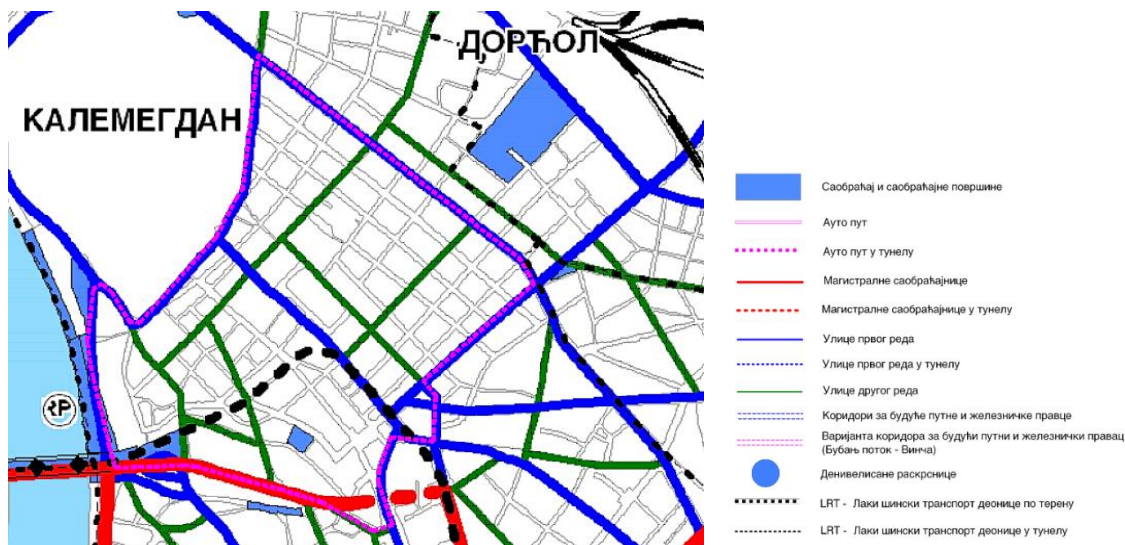 ДОРЋОЛ
КАЛЕМЕГДАН
ЯР
Саобраћај и саобраћајне површине
Ауто пут
Ауто пут у тунелу
Магистралне саобраћајнице
Магистралне саобраћајнице у тунелу
Улице првог реда
Улице првог реда у тунелу
Улице другог реда
Коридори за будуће путне и железничке правце
Варијанта коридора за будући путни и железнички правац
(Бубањ поток - Винча)
Денивелисане раскрснице
LRT - Лаки шински транспорт деонице по терену
LRT - Лаки шински транспорт деонице у тунелу